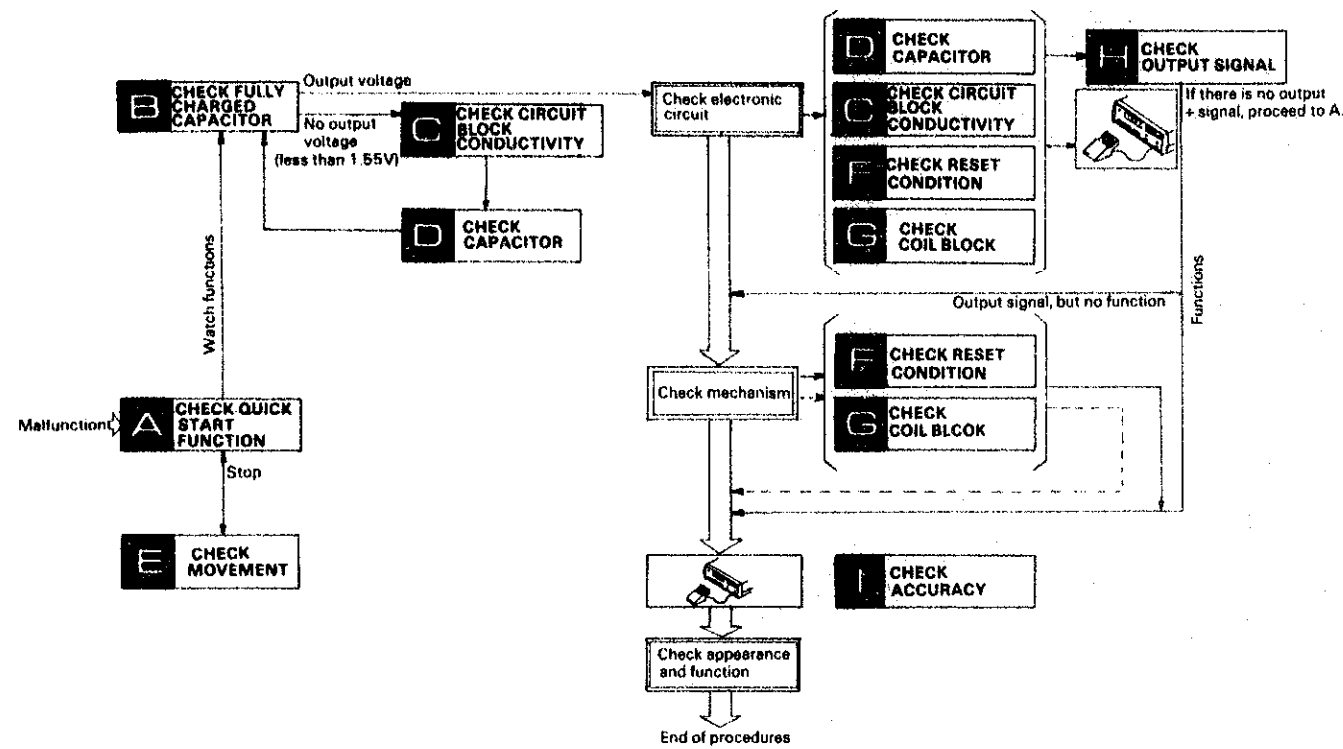 B
CHECK FULLY
CHARGED
CAPACITOR
Output voltage
No output
voltage
(less than 1.55V)
C
CHECK CIRCUIT
BLOCK
CONDUCTIVITY
D
CHECK
CAPACITOR
Watch functions
Malfunction
A
CHECK QUICK
START
FUNCTION
Stop
E
CHECK
MOVEMENT
Check electronic
circuit
D
CHECK
CAPACITOR
C
CHECK CIRCUIT
BLOCK
CONDUCTIVITY
F
CHECK RESET
CONDITION
G
CHECK
COIL BLOCK
H
CHECK
OUTPUT SIGNAL
If there is no output
+ signal, proceed to A.
Output signal, but no function
Functions
Check mechanism
F
CHECK RESET
CONDITION
G
CHECK
COIL BLCOK
I
CHECK
ACCURACY
Check appearance
and function
End of procedures